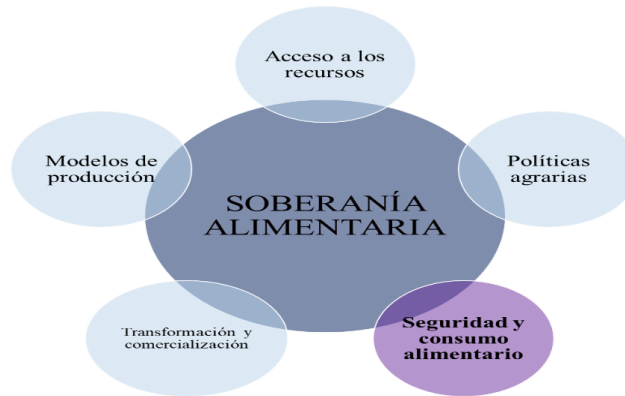 Acceso a los
recursos
Modelos de
producción
Políticas
agrarias
SOBERANÍA
ALIMENTARIA
Transformación y
comercialización
Seguridad y
consumo
alimentario